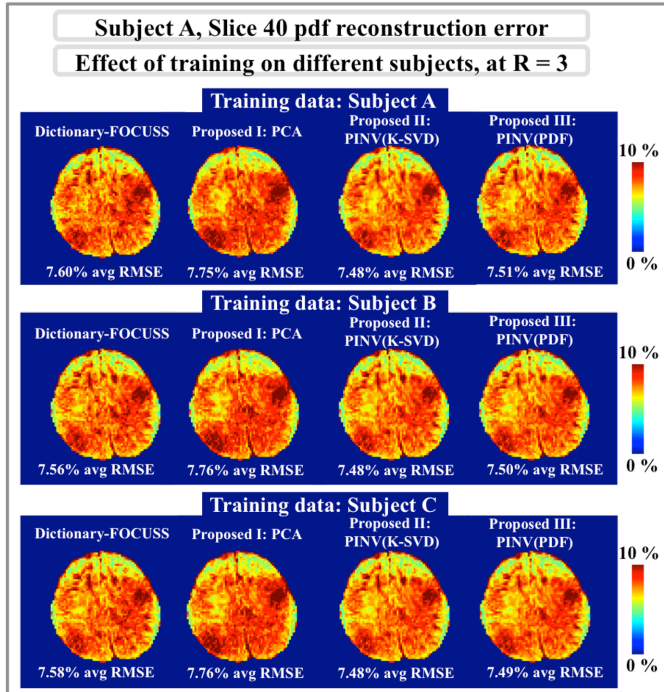 Subject A, Slice 40 pdf reconstruction error
Effect of training on different subjects, at R = 3
Training data: Subject A
Dictionary-FOCUSS Proposed I: PCA Proposed II: PINV(K-SVD) Proposed III: PINV(PDF)
10 %
0 %
7.60% avg RMSE 7.75% avg RMSE 7.48% avg RMSE 7.51% avg RMSE
Training data: Subject B
Dictionary-FOCUSS Proposed I: PCA Proposed II: PINV(K-SVD) Proposed III: PINV(PDF)
10 %
0 %
7.56% avg RMSE 7.76% avg RMSE 7.48% avg RMSE 7.50% avg RMSE
Training data: Subject C
Dictionary-FOCUSS Proposed I: PCA Proposed II: PINV(K-SVD) Proposed III: PINV(PDF)
10 %
0 %
7.58% avg RMSE 7.76% avg RMSE 7.48% avg RMSE 7.49% avg RMSE